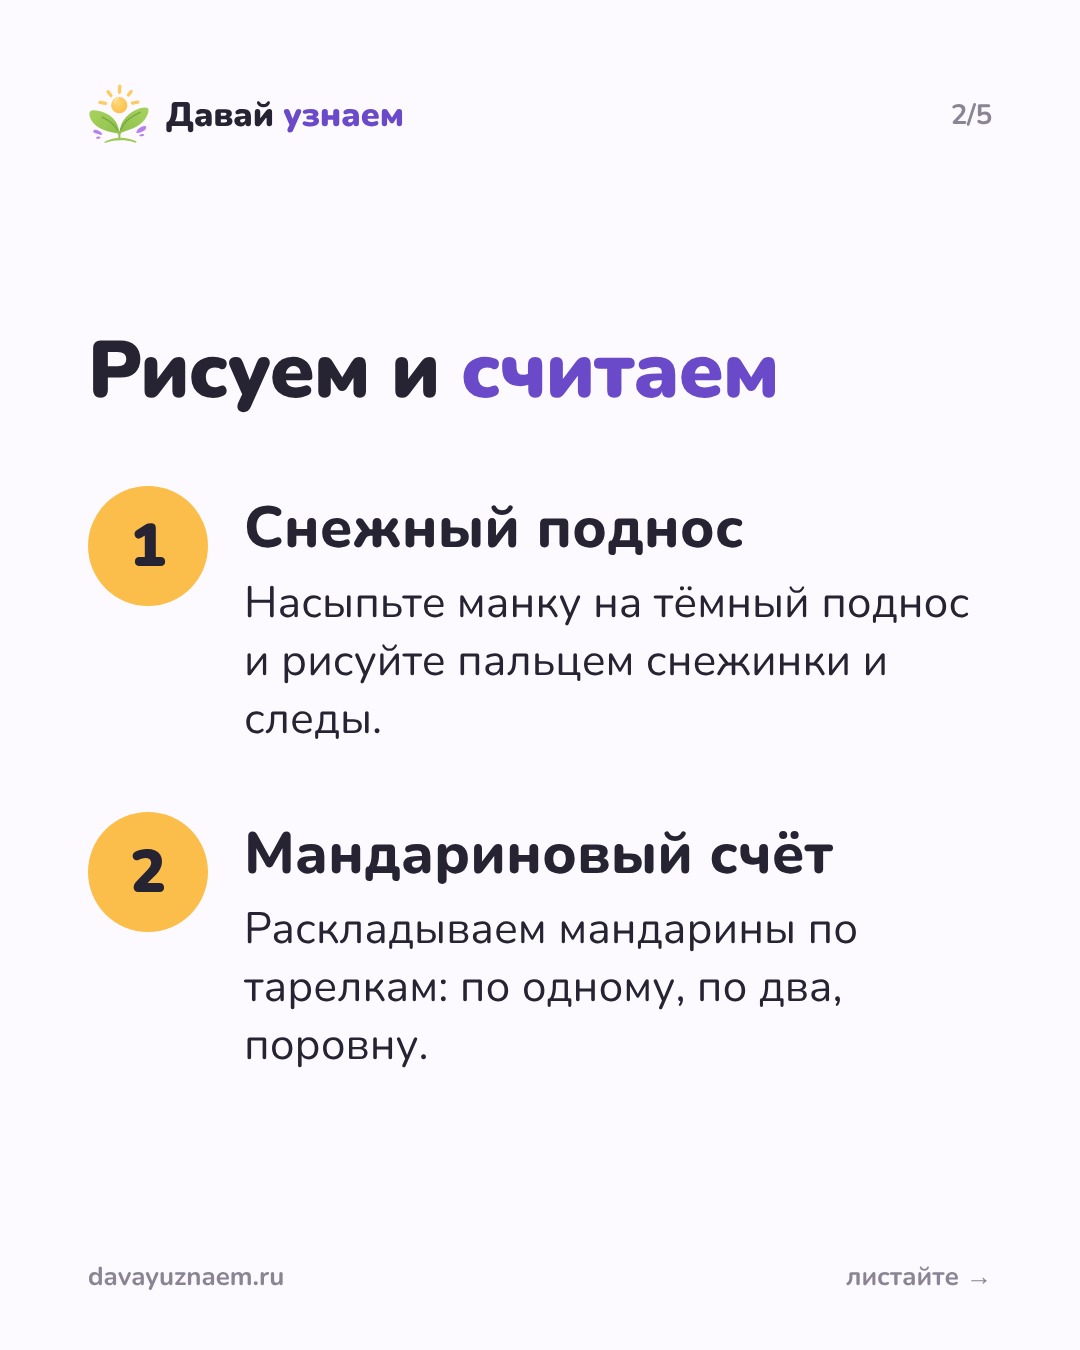 Давай узнаем
2/5
Рисуем и считаем
1
Снежный поднос
Насыпьте манку на тёмный поднос
и рисуйте пальцем снежинки и
следы.
2
Мандариновый счёт
Раскладываем мандарины по
тарелкам: по одному, по два,
поровну.
davayuznaem.ru
листайте →